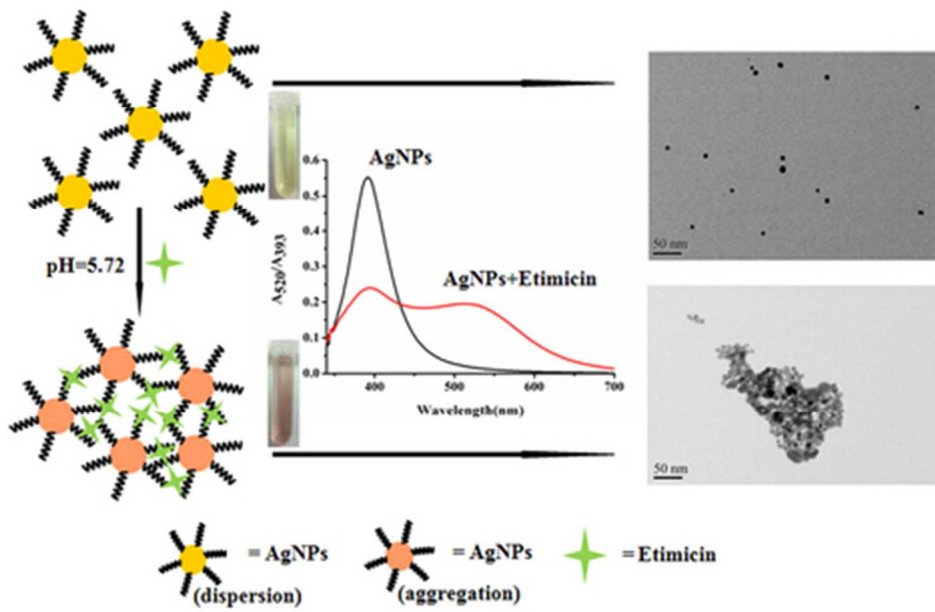 AgNPs
0.6
0.5
0.4
0.3
0.2
0.1
0.0
A520/A393
AgNPs+Etimicin
400
500
600
700
Wavelength(nm)
pH=5.72
50 nm
50 nm
= AgNPs
(dispersion)
= AgNPs
(aggregation)
= Etimicin